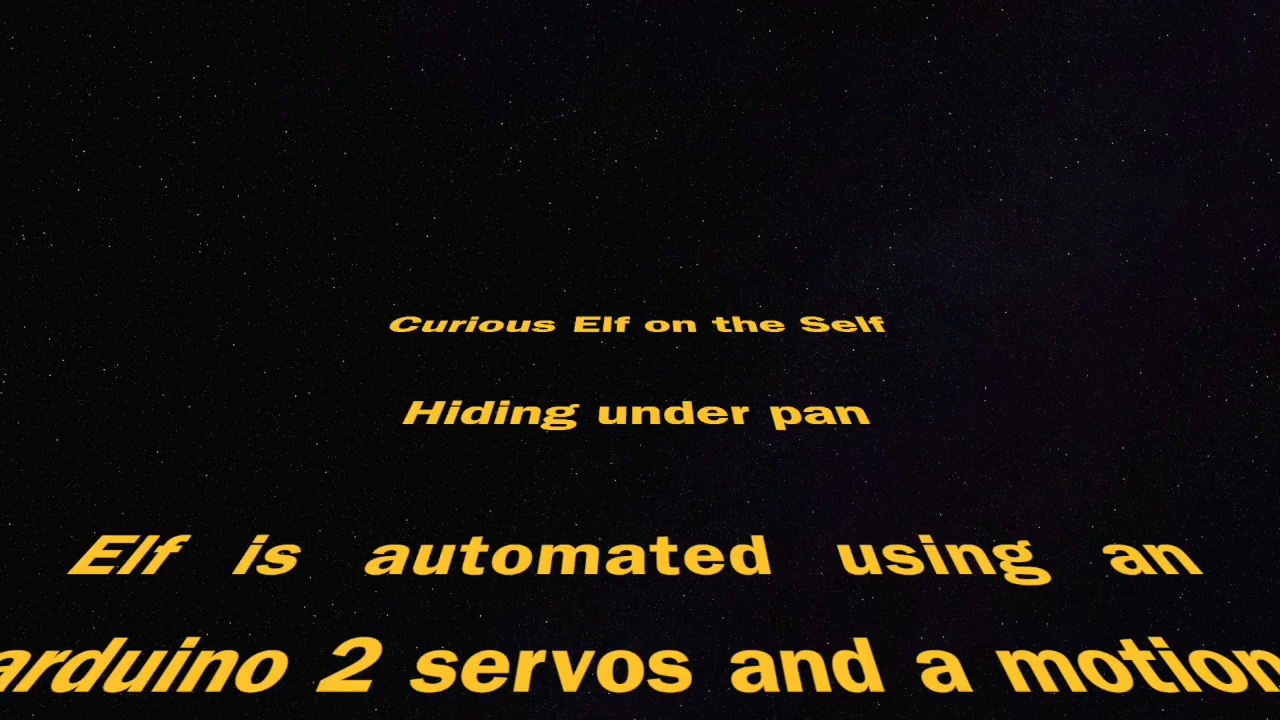 Curious Elf on the Self
Hiding under pan
Elf is automated using an
arduino 2 servos and a motion